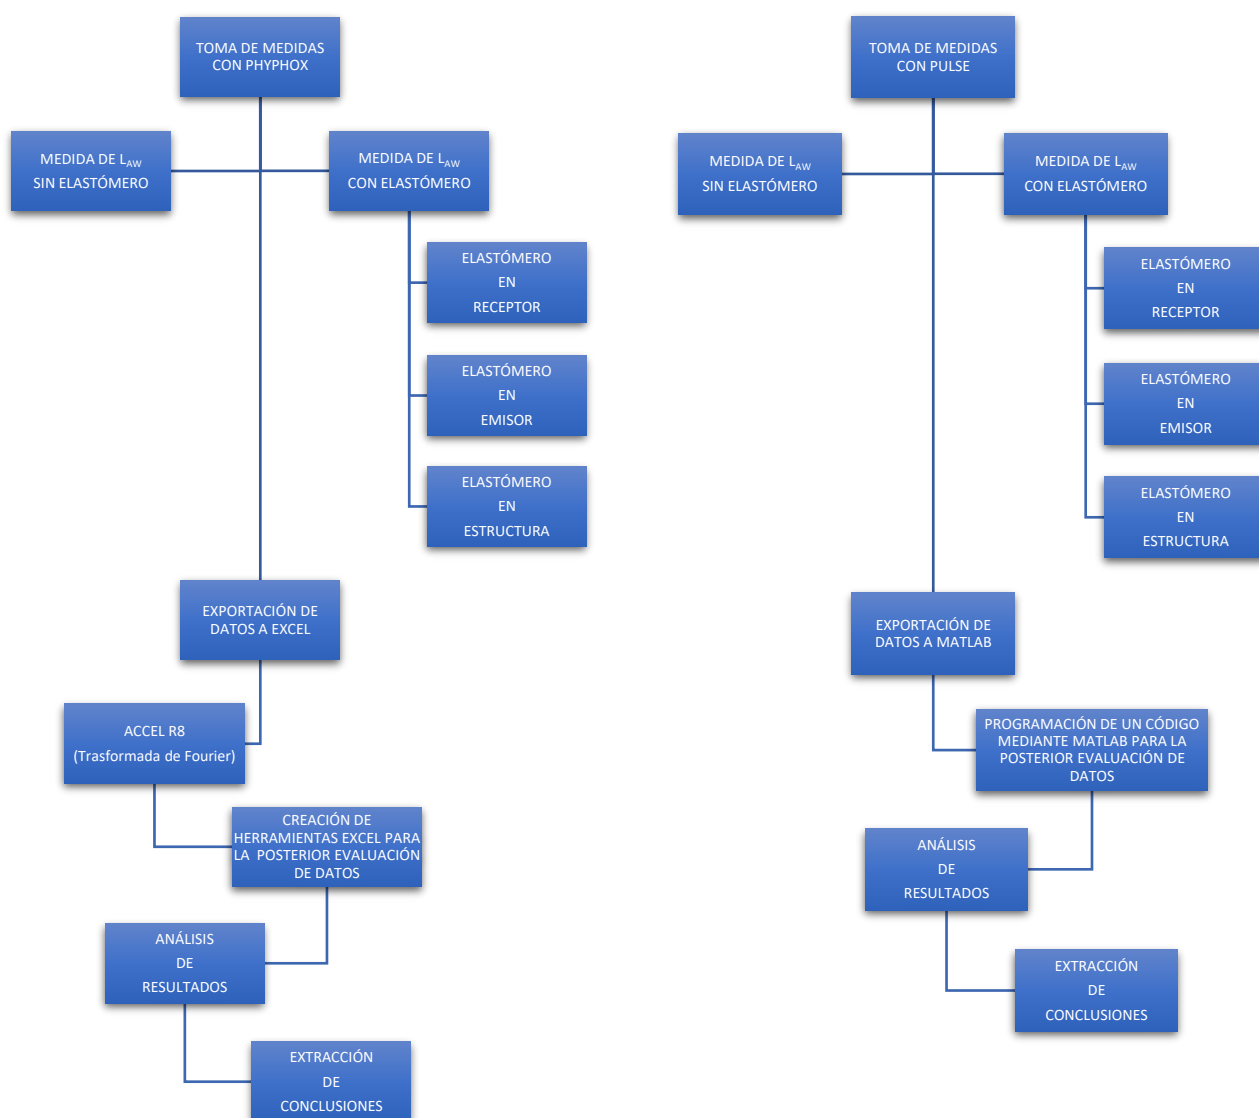 TOMA DE MEDIDAS
CON PHYPHOX
MEDIDA DE L_AW
SIN ELASTÓMERO
MEDIDA DE L_AW
CON ELASTÓMERO
ELASTÓMERO
EN
RECEPTOR
ELASTÓMERO
EN
EMISOR
ELASTÓMERO
EN
ESTRUCTURA
EXPORTACIÓN DE
DATOS A EXCEL
ACCEL R8
(Trasformada de Fourier)
CREACIÓN DE
HERRAMIENTAS EXCEL PARA
LA POSTERIOR EVALUACIÓN
DE DATOS
ANÁLISIS
DE
RESULTADOS
EXTRACCIÓN
DE
CONCLUSIONES
TOMA DE MEDIDAS
CON PULSE
MEDIDA DE L_AW
SIN ELASTÓMERO
MEDIDA DE L_AW
CON ELASTÓMERO
ELASTÓMERO
EN
RECEPTOR
ELASTÓMERO
EN
EMISOR
ELASTÓMERO
EN
ESTRUCTURA
EXPORTACIÓN DE
DATOS A MATLAB
PROGRAMACIÓN DE UN CÓDIGO
MEDIANTE MATLAB PARA LA
POSTERIOR EVALUACIÓN DE
DATOS
ANÁLISIS
DE
RESULTADOS
EXTRACCIÓN
DE
CONCLUSIONES